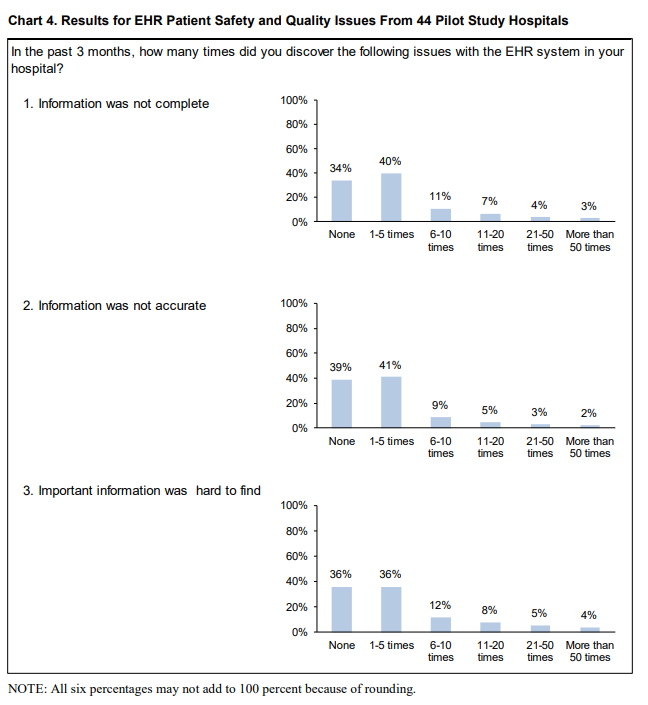 Chart 4. Results for EHR Patient Safety and Quality Issues From 44 Pilot Study Hospitals
In the past 3 months, how many times did you discover the following issues with the EHR system in your
hospital?
1. Information was not complete
100%
80%
60%
40%
20%
0%
34%
40%
11%
7%
4%
3%
None 1-5 times 6-10 11-20 21-50 More than
times times times 50 times
2. Information was not accurate
100%
80%
60%
40%
20%
0%
39%
41%
9%
5%
3%
2%
None 1-5 times 6-10 11-20 21-50 More than
times times times 50 times
3. Important information was hard to find
100%
80%
60%
40%
20%
0%
36%
36%
12%
8%
5%
4%
None 1-5 times 6-10 11-20 21-50 More than
times times times 50 times
NOTE: All six percentages may not add to 100 percent because of rounding.